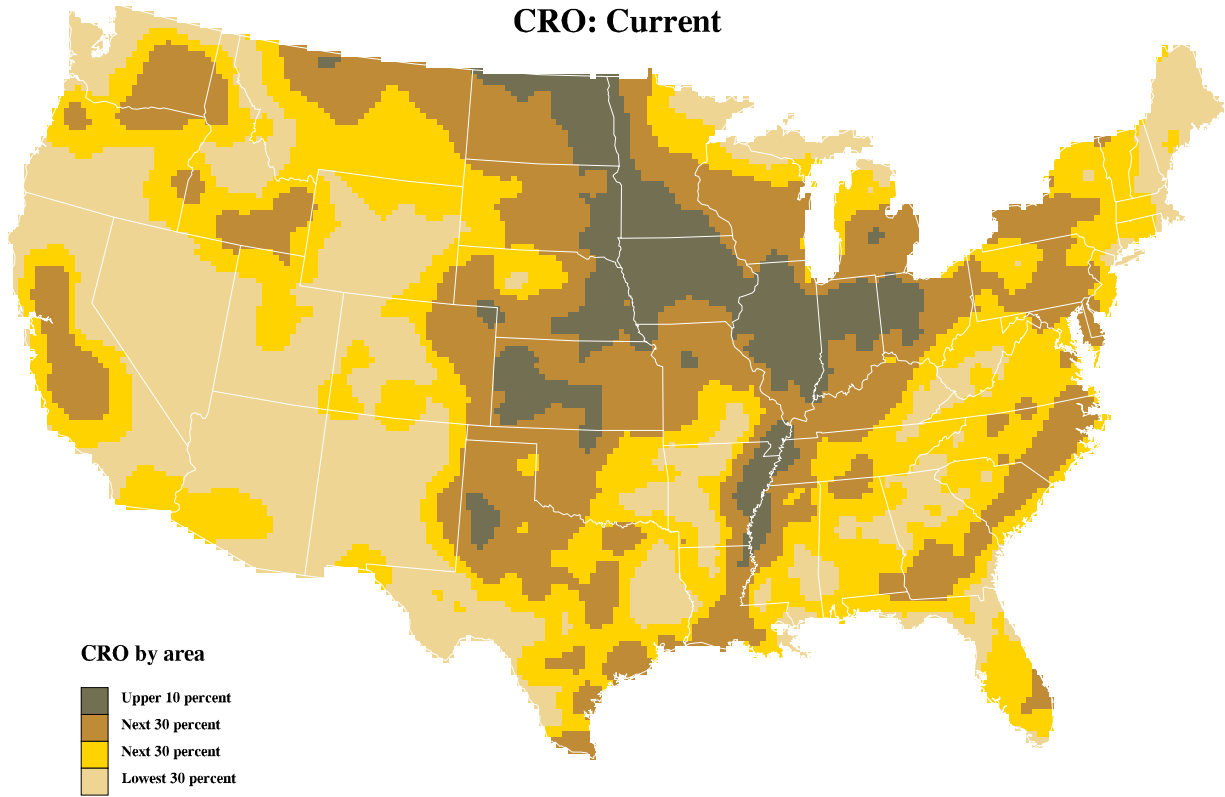 CRO: Current
CRO by area
Upper 10 percent
Next 30 percent
Next 30 percent
Lowest 30 percent